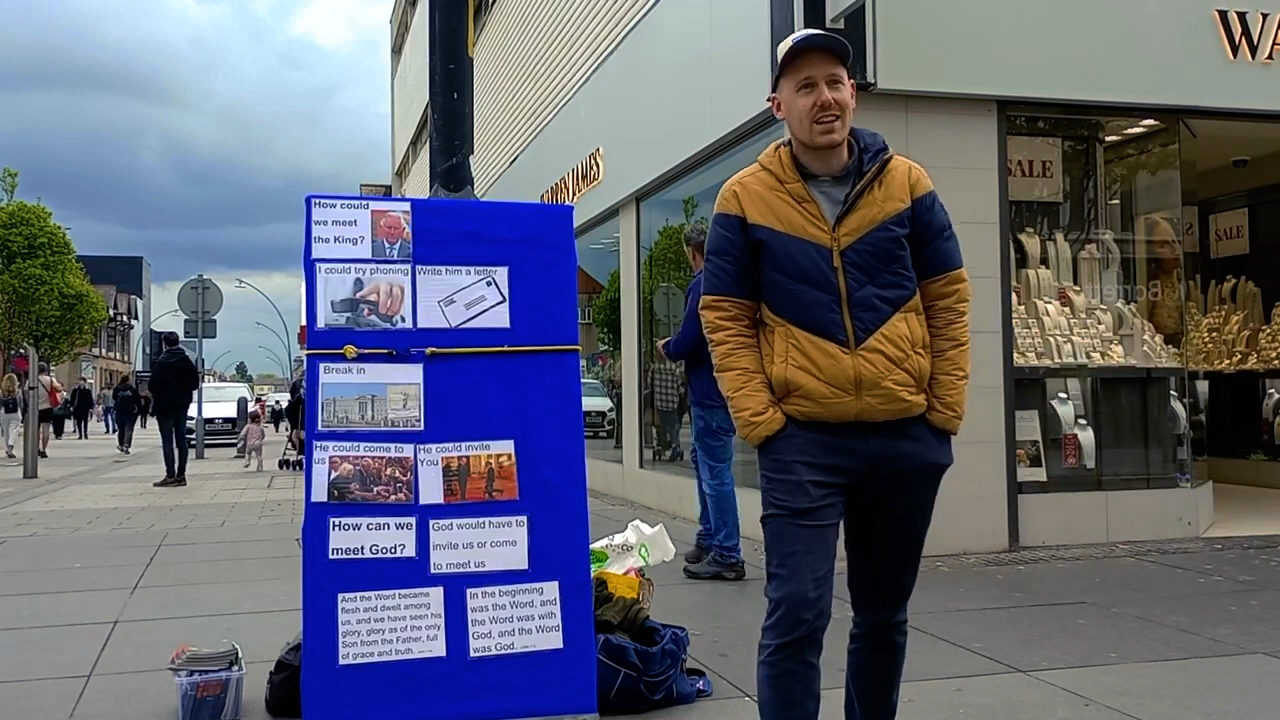 WA
WARREN JAMES
SALE
SALE
How could
we meet
the King?
I could try phoning
Write him a letter
Break in
He could come to
us
He could invite
You
How can we
meet God?
God would have to
invite us or come
to meet us
And the Word became
flesh and dwelt among
us, and we have seen his
glory, glory as of the only
Son from the Father, full
of grace and truth.
In the beginning
was the Word, and
the Word was with
God, and the Word
was God.